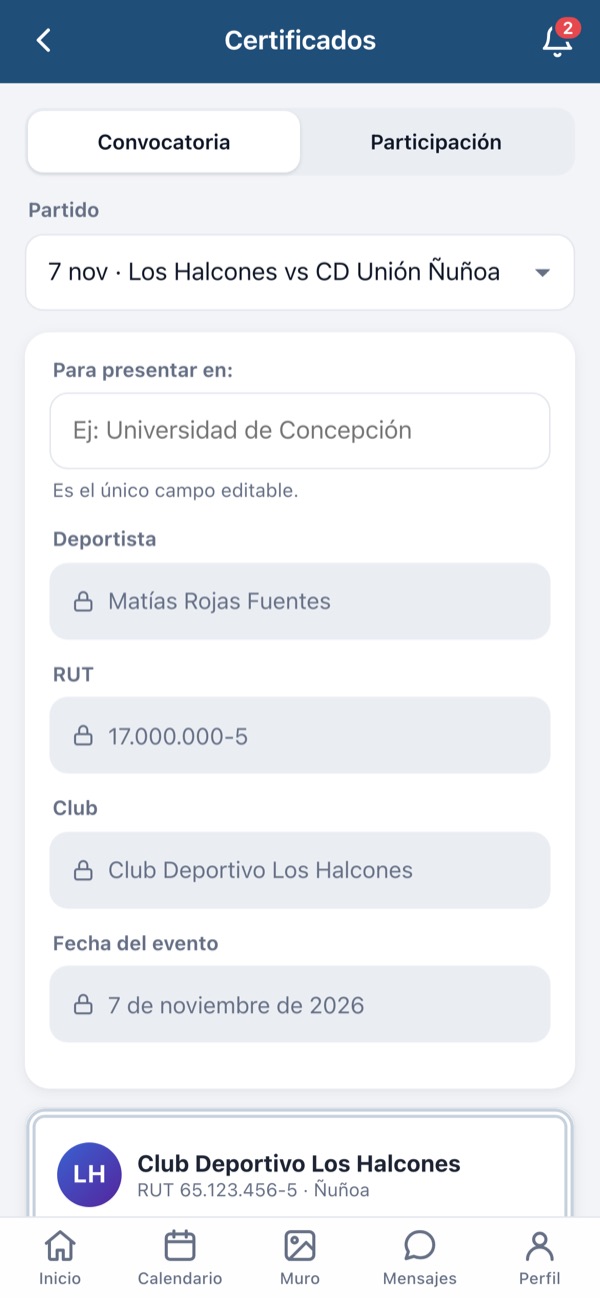 Certificados
2
Convocatoria
Participación
Partido
7 nov · Los Halcones vs CD Unión Ñuñoa
Para presentar en:
Ej: Universidad de Concepción
Es el único campo editable.
Deportista
Matías Rojas Fuentes
RUT
17.000.000-5
Club
Club Deportivo Los Halcones
Fecha del evento
7 de noviembre de 2026
LH
Club Deportivo Los Halcones
RUT 65.123.456-5 · Ñuñoa
Inicio
Calendario
Muro
Mensajes
Perfil